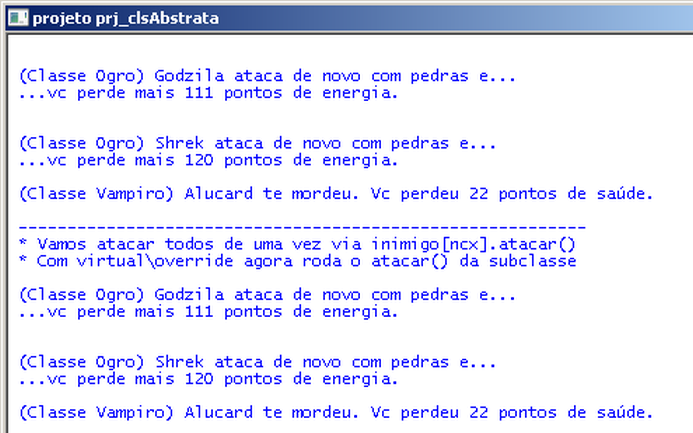 projeto prj_clsAbstrata
(Classe Ogro) Godzila ataca de novo com pedras e...
...vc perde mais 111 pontos de energia.
(Classe Ogro) Shrek ataca de novo com pedras e...
...vc perde mais 120 pontos de energia.
(Classe Vampiro) Alucard te mordeu. Vc perdeu 22 pontos de saúde.
------------------------------------------------------------
* Vamos atacar todos de uma vez via inimigo[ncx].atacar()
* Com virtual\override agora roda o atacar() da subclasse
(Classe Ogro) Godzila ataca de novo com pedras e...
...vc perde mais 111 pontos de energia.
(Classe Ogro) Shrek ataca de novo com pedras e...
...vc perde mais 120 pontos de energia.
(Classe Vampiro) Alucard te mordeu. Vc perdeu 22 pontos de saúde.